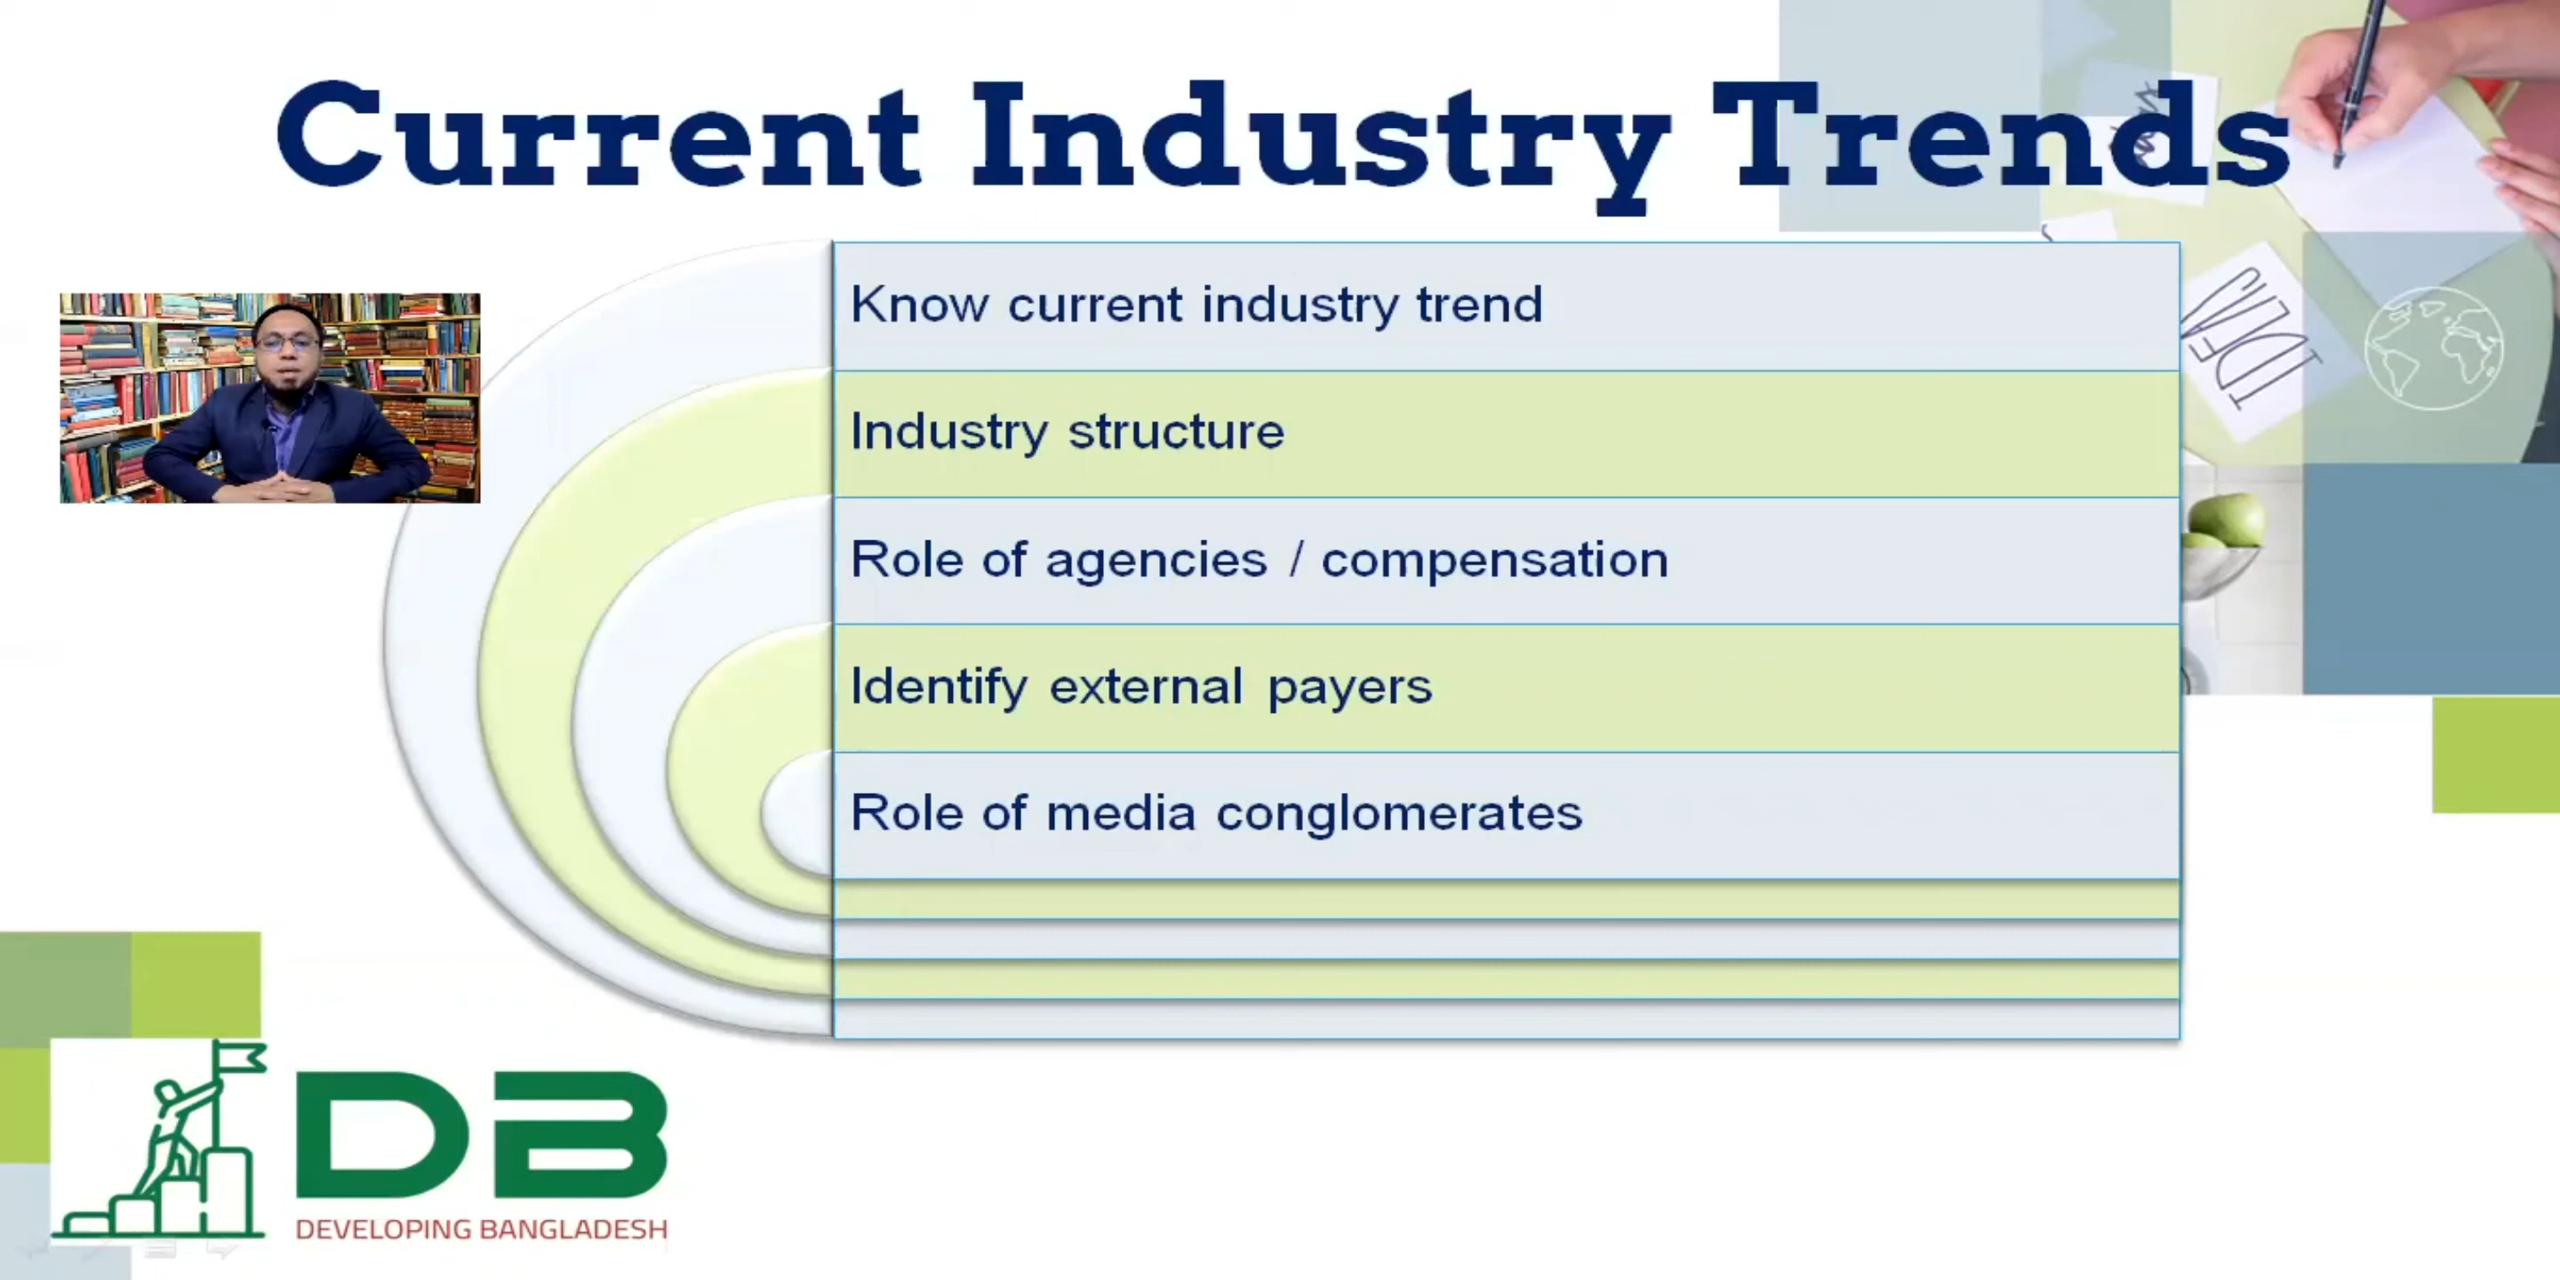 Current Industry Trends
Know current industry trend
Industry structure
Role of agencies / compensation
Identify external payers
Role of media conglomerates
IDEAS
DB
DEVELOPING BANGLADESH